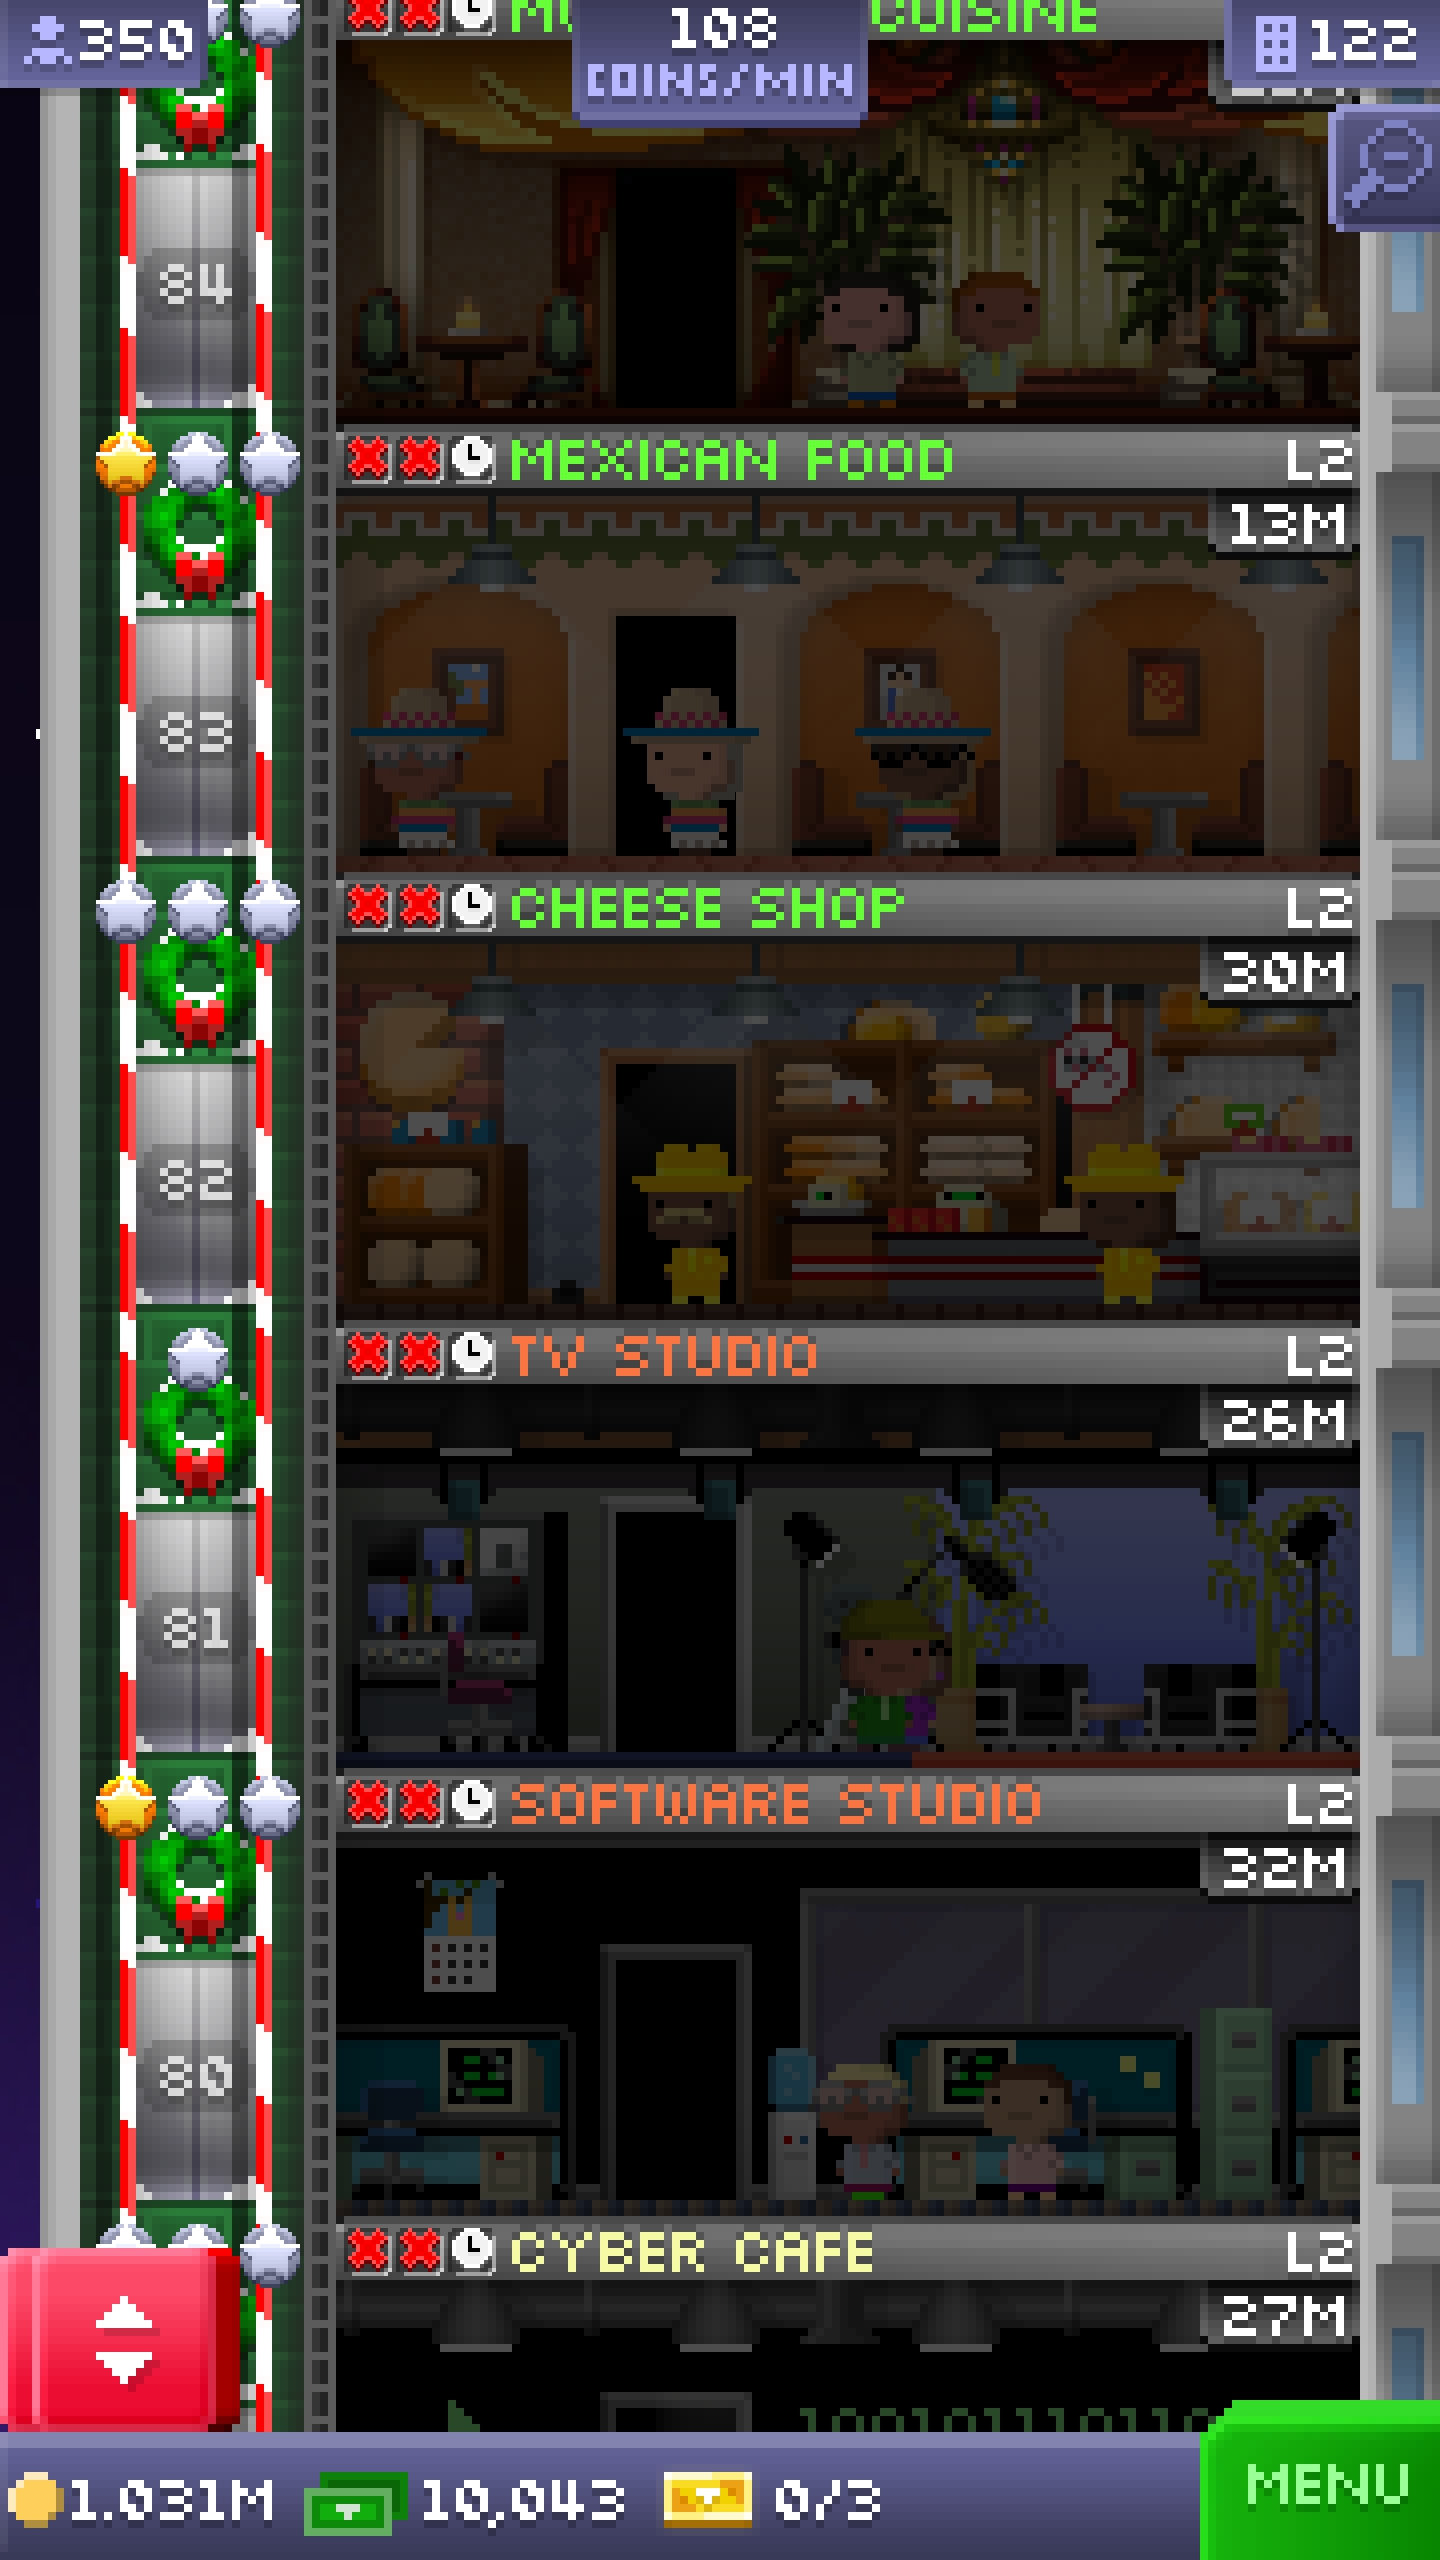 350
108
COINS/MIN
CUISINE
122
84
MEXICAN FOOD L2
13M
83
CHEESE SHOP L2
30M
82
TV STUDIO L2
26M
81
SOFTWARE STUDIO L2
32M
80
CYBER CAFE L2
27M
1.031M 10,043 0/3 MENU